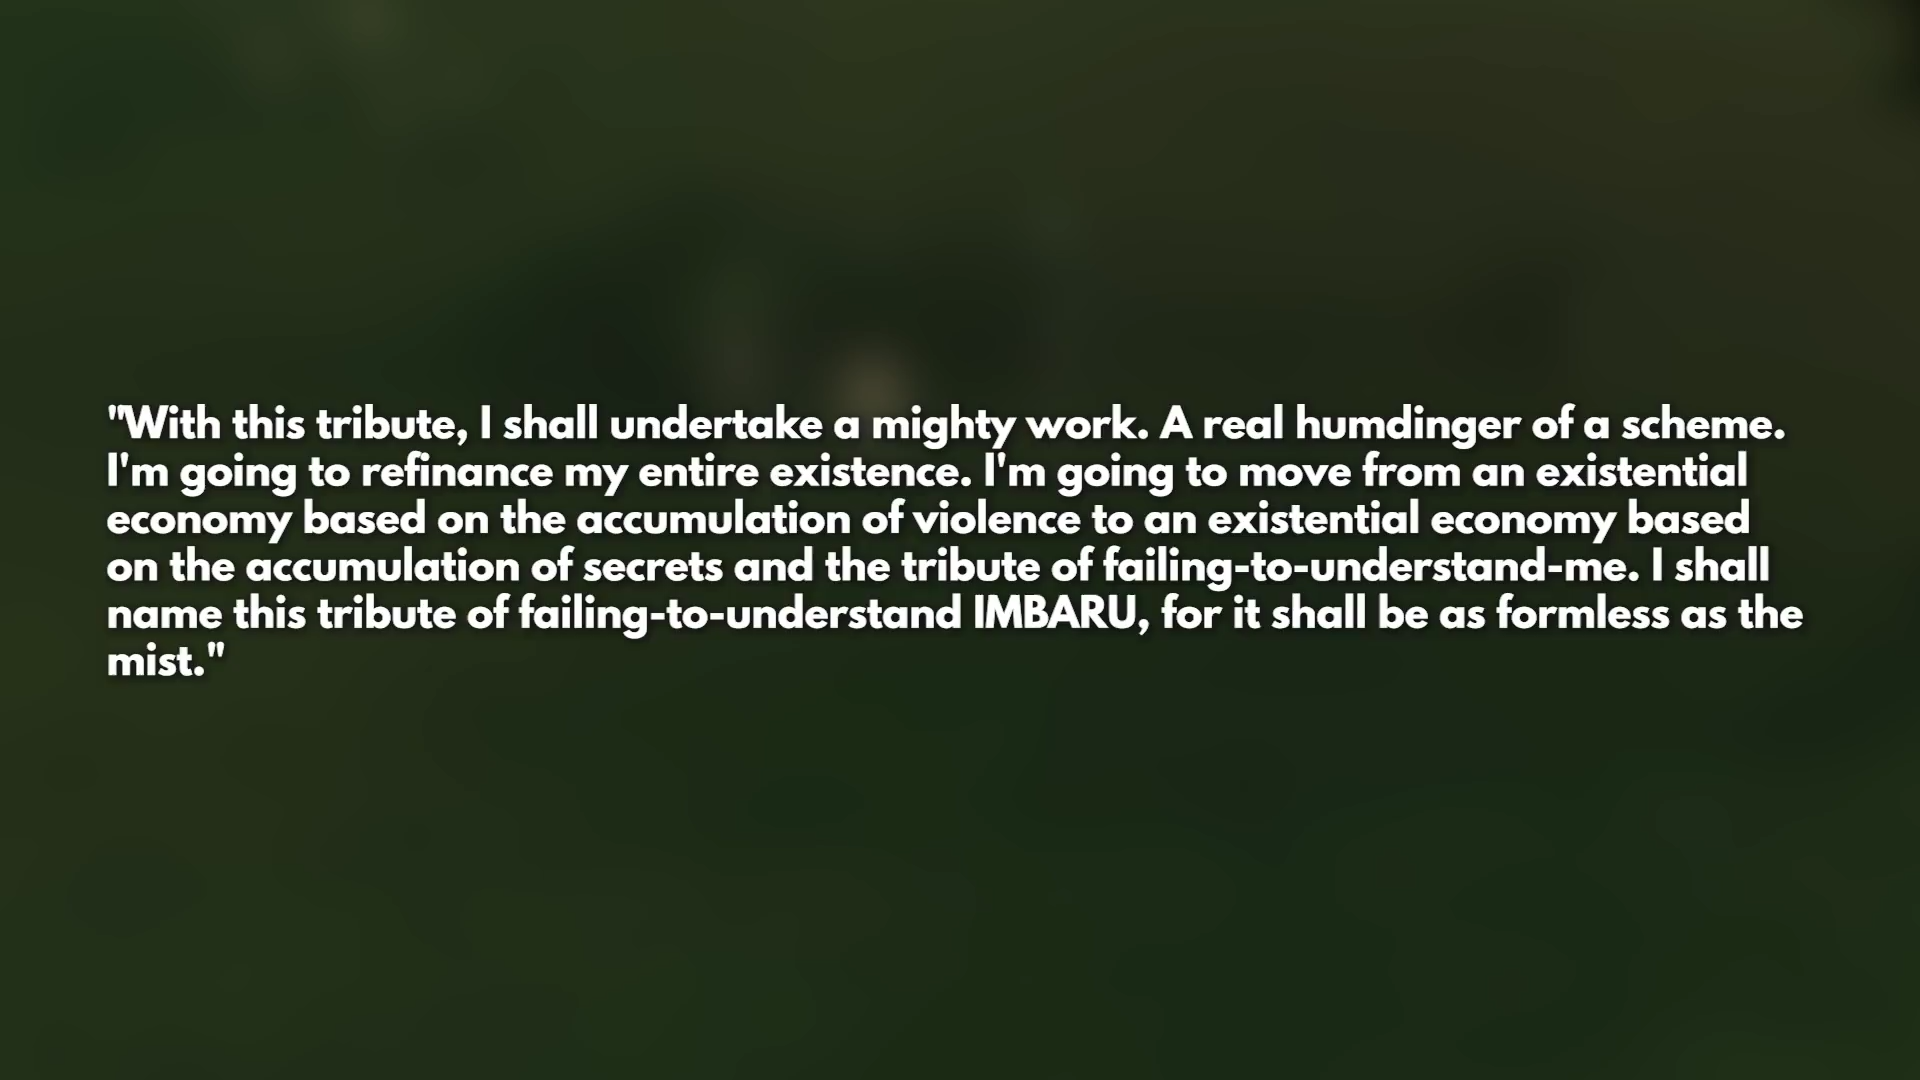 "With this tribute, I shall undertake a mighty work. A real humdinger of a scheme.
I'm going to refinance my entire existence. I'm going to move from an existential
economy based on the accumulation of violence to an existential economy based
on the accumulation of secrets and the tribute of failing-to-understand-me. I shall
name this tribute of failing-to-understand IMBARU, for it shall be as formless as the
mist."